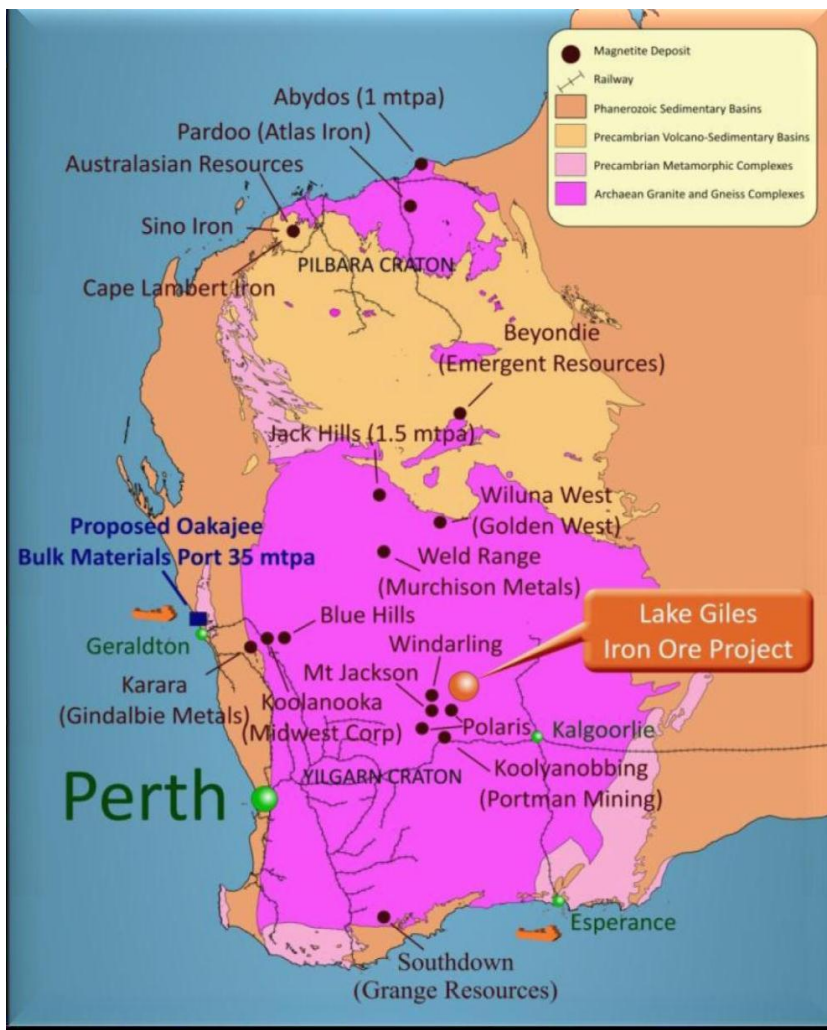 Magnetite Deposit
Railway
Phanerozoic Sedimentary Basins
Precambrian Volcano-Sedimentary Basins
Precambrian Metamorphic Complexes
Archaean Granite and Gneiss Complexes
Abydos (1 mtpa)
Pardoo (Atlas Iron)
Australasian Resources
Sino Iron
PILBARA CRATON
Cape Lambert Iron
Beyondie
(Emergent Resources)
Jack Hills (1.5 mtpa)
Wiluna West
(Golden West)
Proposed Oakajee
Bulk Materials Port 35 mtpa
Weld Range
(Murchison Metals)
Lake Giles
Iron Ore Project
Blue Hills
Geraldton
Windarling
Mt Jackson
Karara
(Gindalbie Metals)
Koolanooka
(Midwest Corp)
Polaris
Kalgoorlie
Koolyanobbing
(Portman Mining)
YILGARN CRATON
Perth
Esperance
Southdown
(Grange Resources)